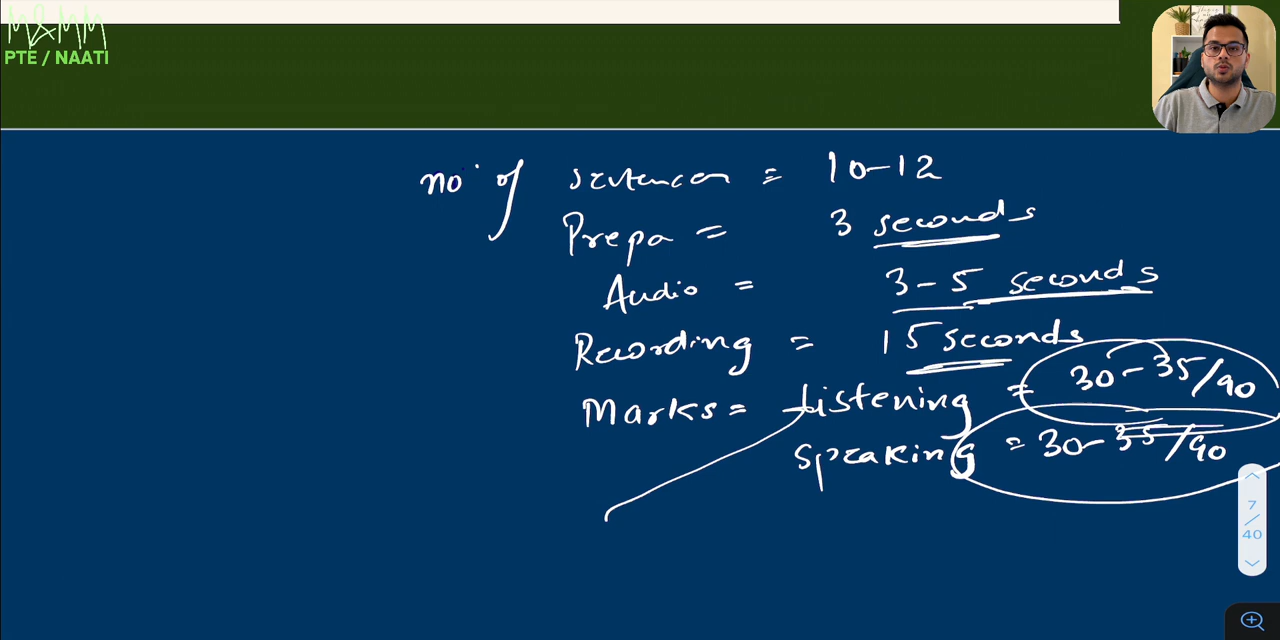 PTE / NAATI
no. of sentences = 10-12
Prepa = 3 seconds
Audio = 3-5 seconds
Recording = 15 seconds
Marks = Listening = 30-35/90
Speaking = 30-35/90
7
/
40